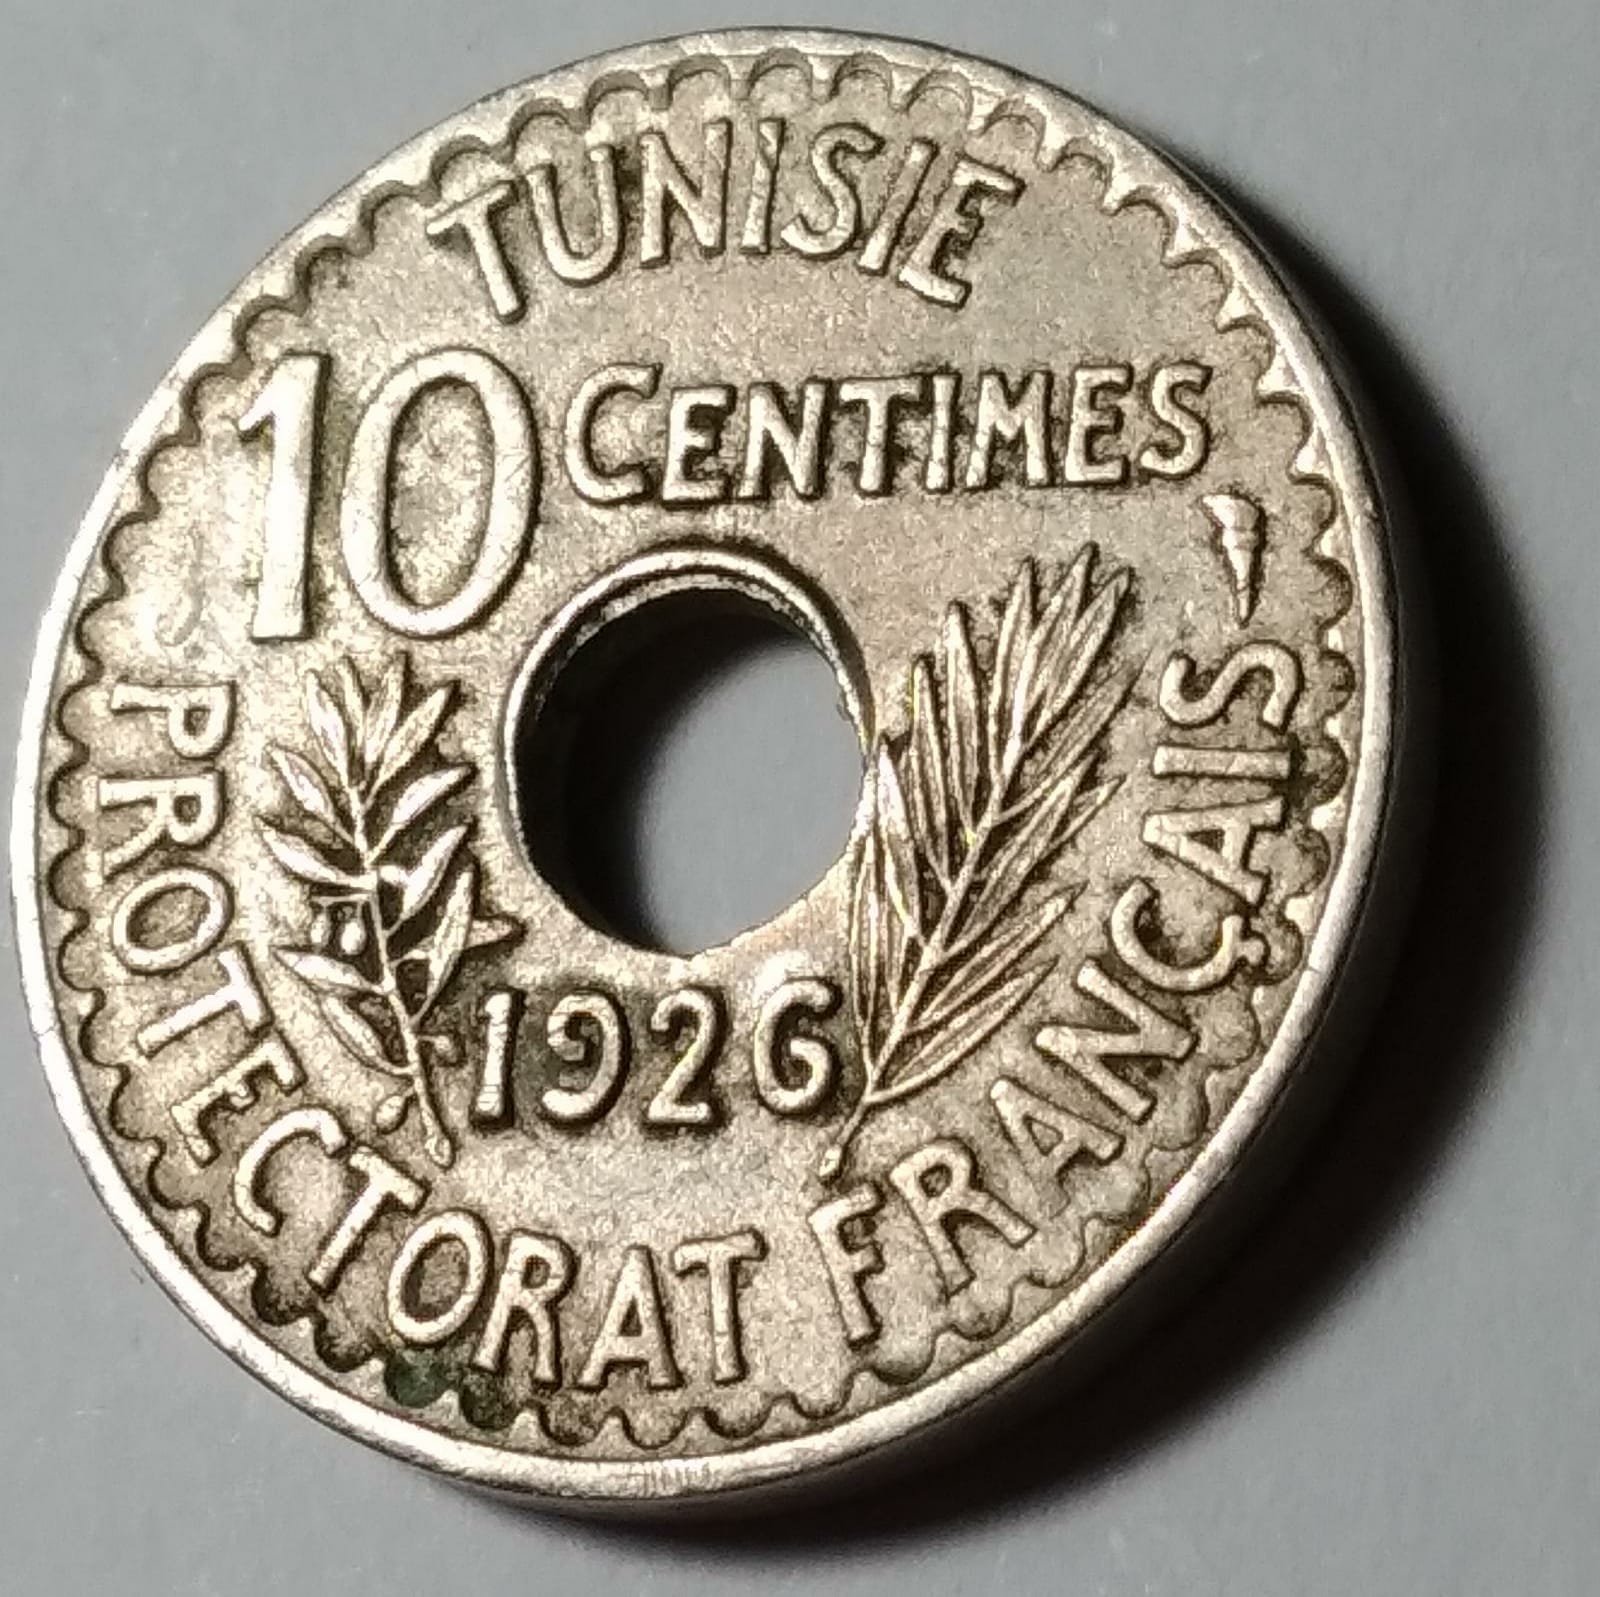 TUNISIE
10 CENTIMES
1926
PROTECTORAT FRANÇAIS